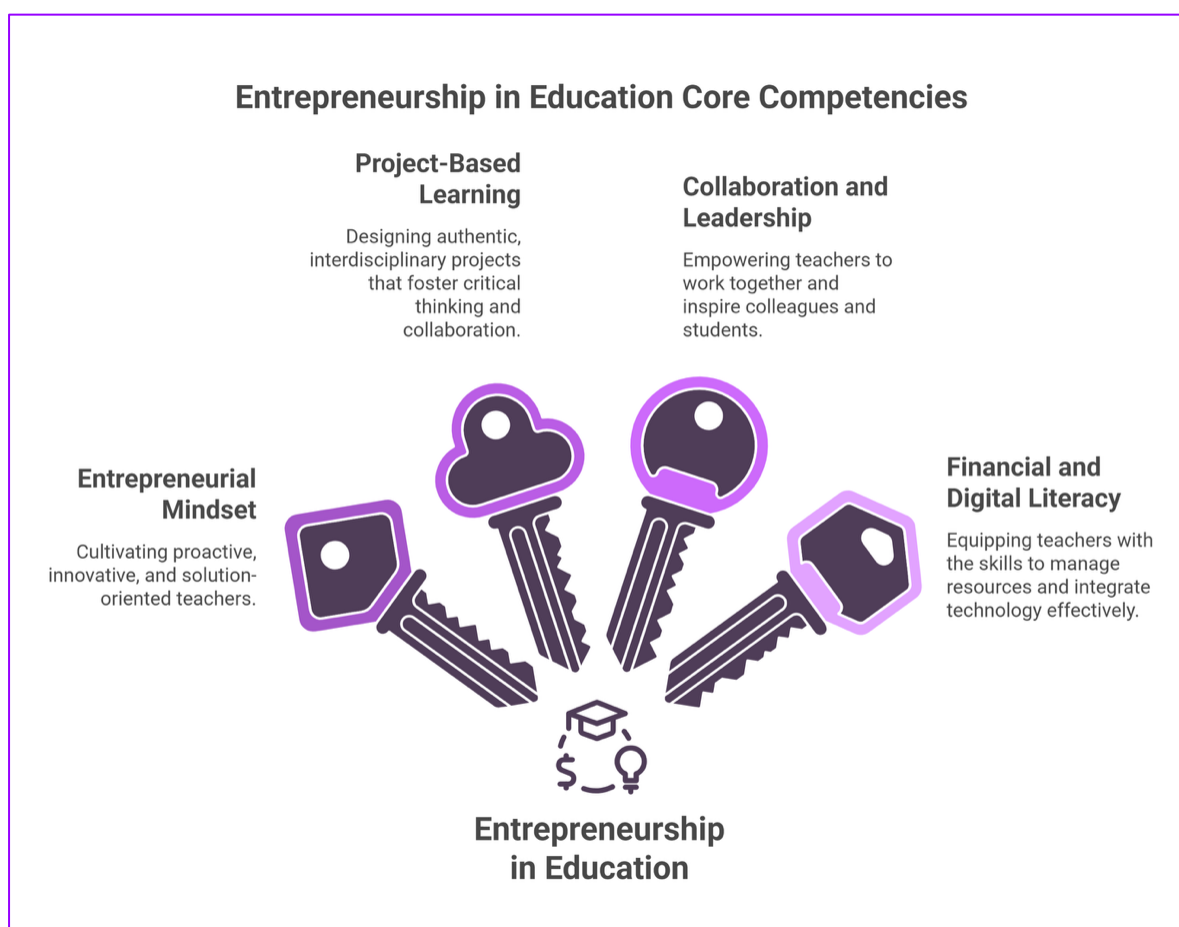 Entrepreneurship in Education Core Competencies
Project-Based
Learning
Designing authentic,
interdisciplinary projects
that foster critical
thinking and
collaboration.
Collaboration and
Leadership
Empowering teachers to
work together and
inspire colleagues and
students.
Entrepreneurial
Mindset
Cultivating proactive,
innovative, and solution-
oriented teachers.
Financial and
Digital Literacy
Equipping teachers with
the skills to manage
resources and integrate
technology effectively.
$
Entrepreneurship
in Education